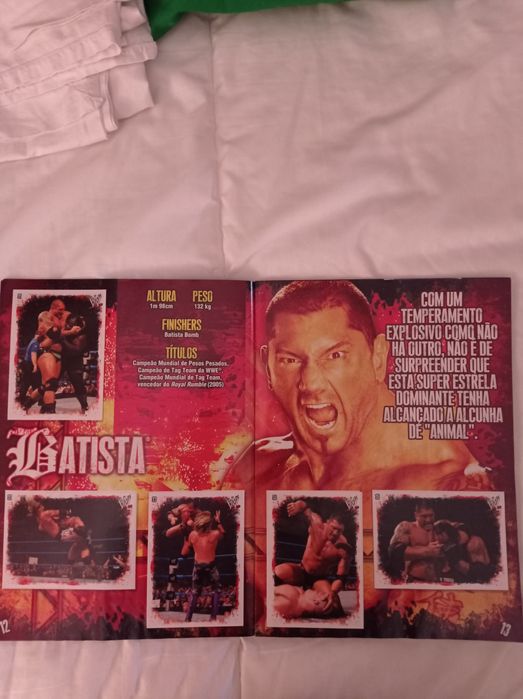 ALTURA PESO
1m 98cm 132 kg
FINISHERS
Batista Bomb
TÍTULOS
Campeão Mundial de Pesos Pesados,
Campeão de Tag Team da WWE®,
Campeão Mundial de Tag Team,
vencedor do Royal Rumble (2005)
BATISTA
12
COM UM
TEMPERAMENTO
EXPLOSIVO COMO NÃO
HÁ OUTRO, NÃO É DE
SURPREENDER QUE
ESTA SUPER ESTRELA
DOMINANTE TENHA
ALCANÇADO A ALCUNHA
DE "ANIMAL".
13